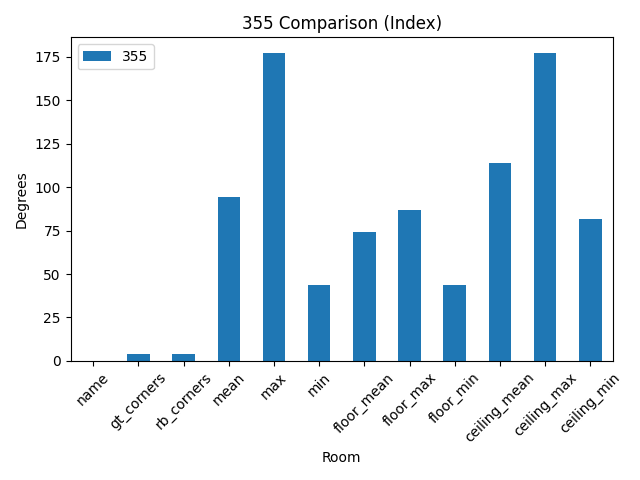 355 Comparison (Index)
355
Degrees
175
150
125
100
75
50
25
0
name
gt_corners
rb_corners
mean
max
min
floor_mean
floor_max
floor_min
ceiling_mean
ceiling_max
ceiling_min
Room